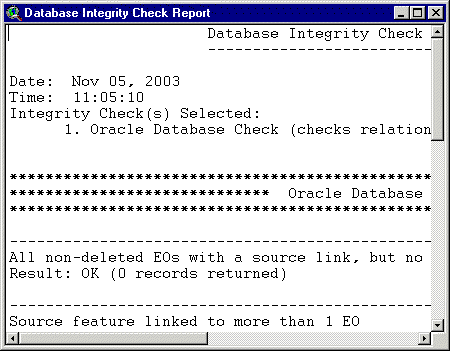 Database Integrity Check Report
Database Integrity Check
-------------------------
Date:  Nov 05, 2003
Time:  11:05:10
Integrity Check(s) Selected:
      1. Oracle Database Check (checks relation
***********************************************
*****************************  Oracle Database
***********************************************
-----------------------------------------------
All non-deleted EOs with a source link, but no
Result: OK (0 records returned)
-----------------------------------------------
Source feature linked to more than 1 EO